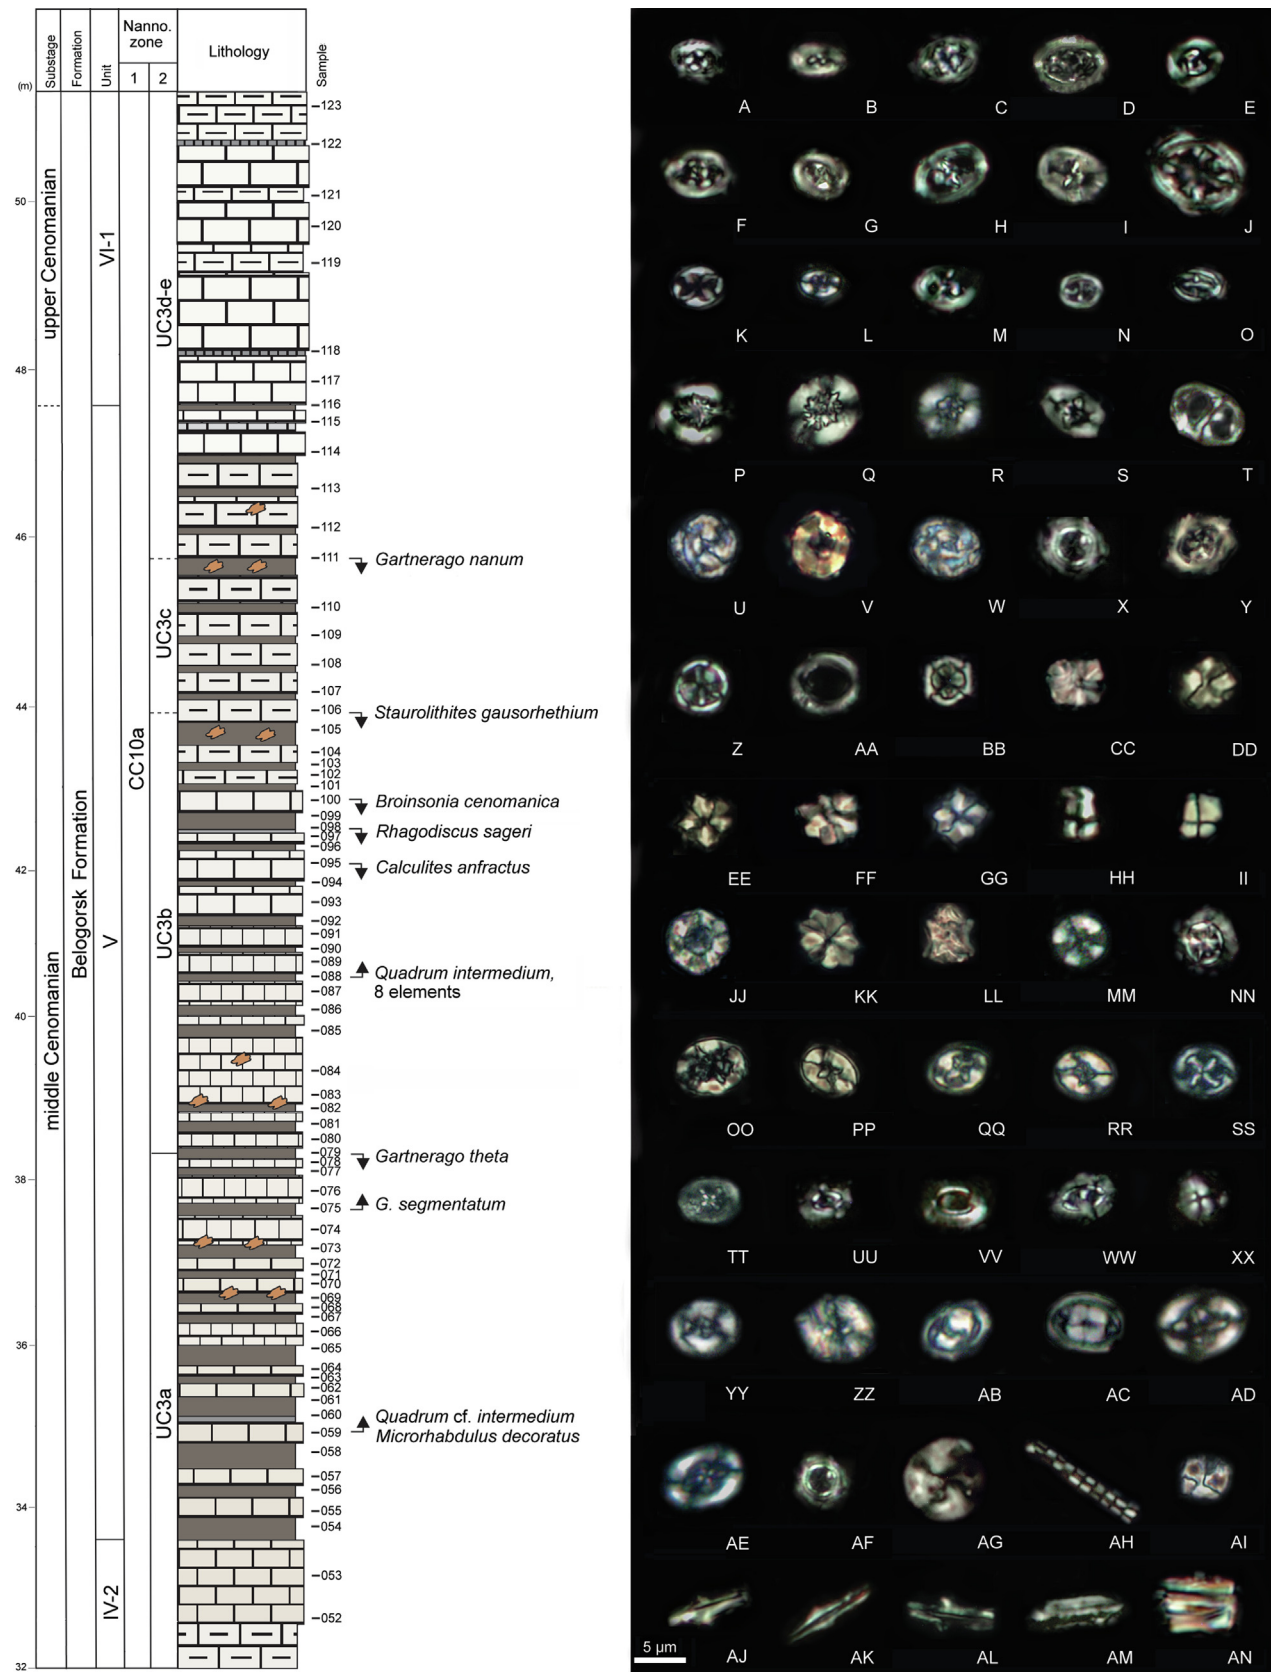 (m)
Substage
Formation
Unit
Nanno.
zone
1
2
Lithology
Sample
50
48
46
44
42
40
38
36
34
32
upper Cenomanian
middle Cenomanian
Belogorsk Formation
VI-1
V
IV-2
CC10a
UC3d-e
UC3c
UC3b
UC3a
123
122
121
120
119
118
117
116
115
114
113
112
111
110
109
108
107
106
105
104
103
102
101
100
099
098
097
096
095
094
093
092
091
090
089
088
087
086
085
084
083
082
081
080
079
078
077
076
075
074
073
072
071
070
069
068
067
066
065
064
063
062
061
060
059
058
057
056
055
054
053
052
Gartnerago nanum
Staurolithites gausorhethium
Broinsonia cenomanica
Rhagodiscus sageri
Calculites anfractus
Quadrum intermedium,
8 elements
Gartnerago theta
G. segmentatum
Quadrum cf. intermedium
Microrhabdulus decoratus
A B C D E
F G H I J
K L M N O
P Q R S T
U V W X Y
Z AA BB CC DD
EE FF GG HH II
JJ KK LL MM NN
OO PP QQ RR SS
TT UU VV WW XX
YY ZZ AB AC AD
AE AF AG AH AI
5 µm
AJ AK AL AM AN